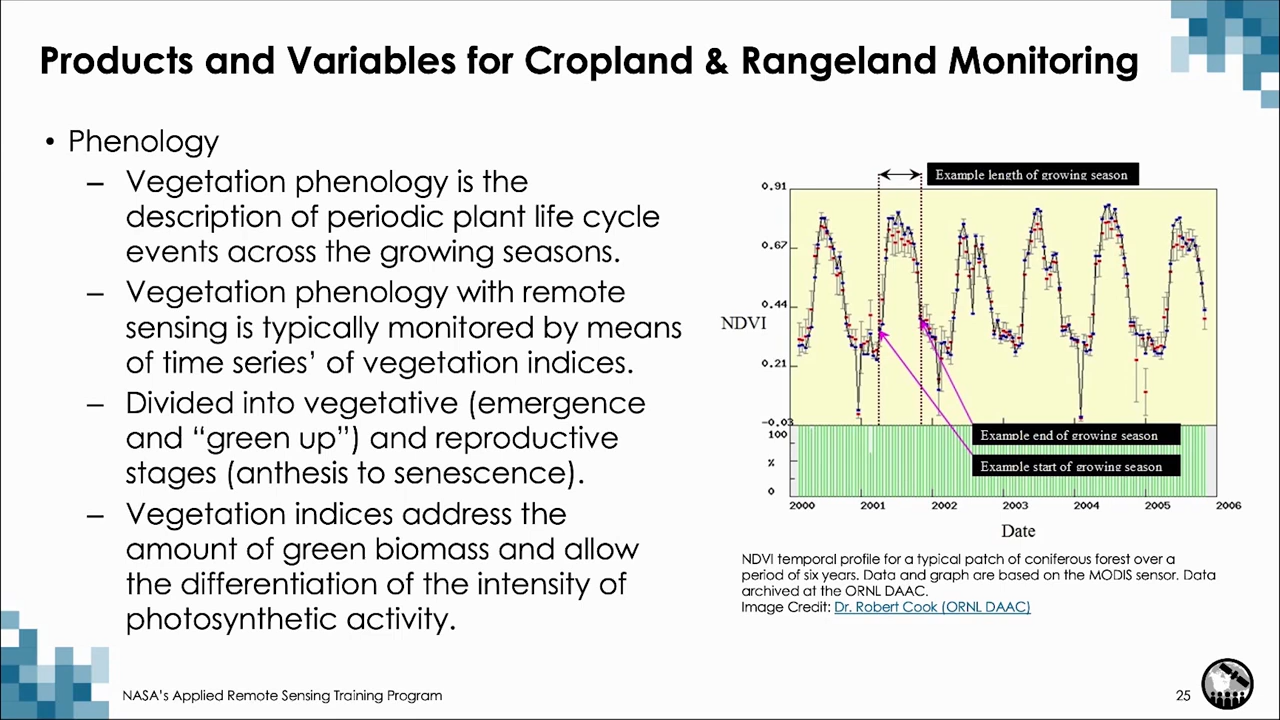 Products and Variables for Cropland & Rangeland Monitoring
• Phenology
– Vegetation phenology is the
description of periodic plant life cycle
events across the growing seasons.
– Vegetation phenology with remote
sensing is typically monitored by means
of time series’ of vegetation indices.
– Divided into vegetative (emergence
and “green up”) and reproductive
stages (anthesis to senescence).
– Vegetation indices address the
amount of green biomass and allow
the differentiation of the intensity of
photosynthetic activity.
Example length of growing season
0.91
0.67
0.44
NDVI
0.21
-0.03
100
%
0
Example end of growing season
Example start of growing season
2000 2001 2002 2003 2004 2005 2006
Date
NDVI temporal profile for a typical patch of coniferous forest over a
period of six years. Data and graph are based on the MODIS sensor. Data
archived at the ORNL DAAC.
Image Credit: Dr. Robert Cook (ORNL DAAC)
NASA’s Applied Remote Sensing Training Program
25